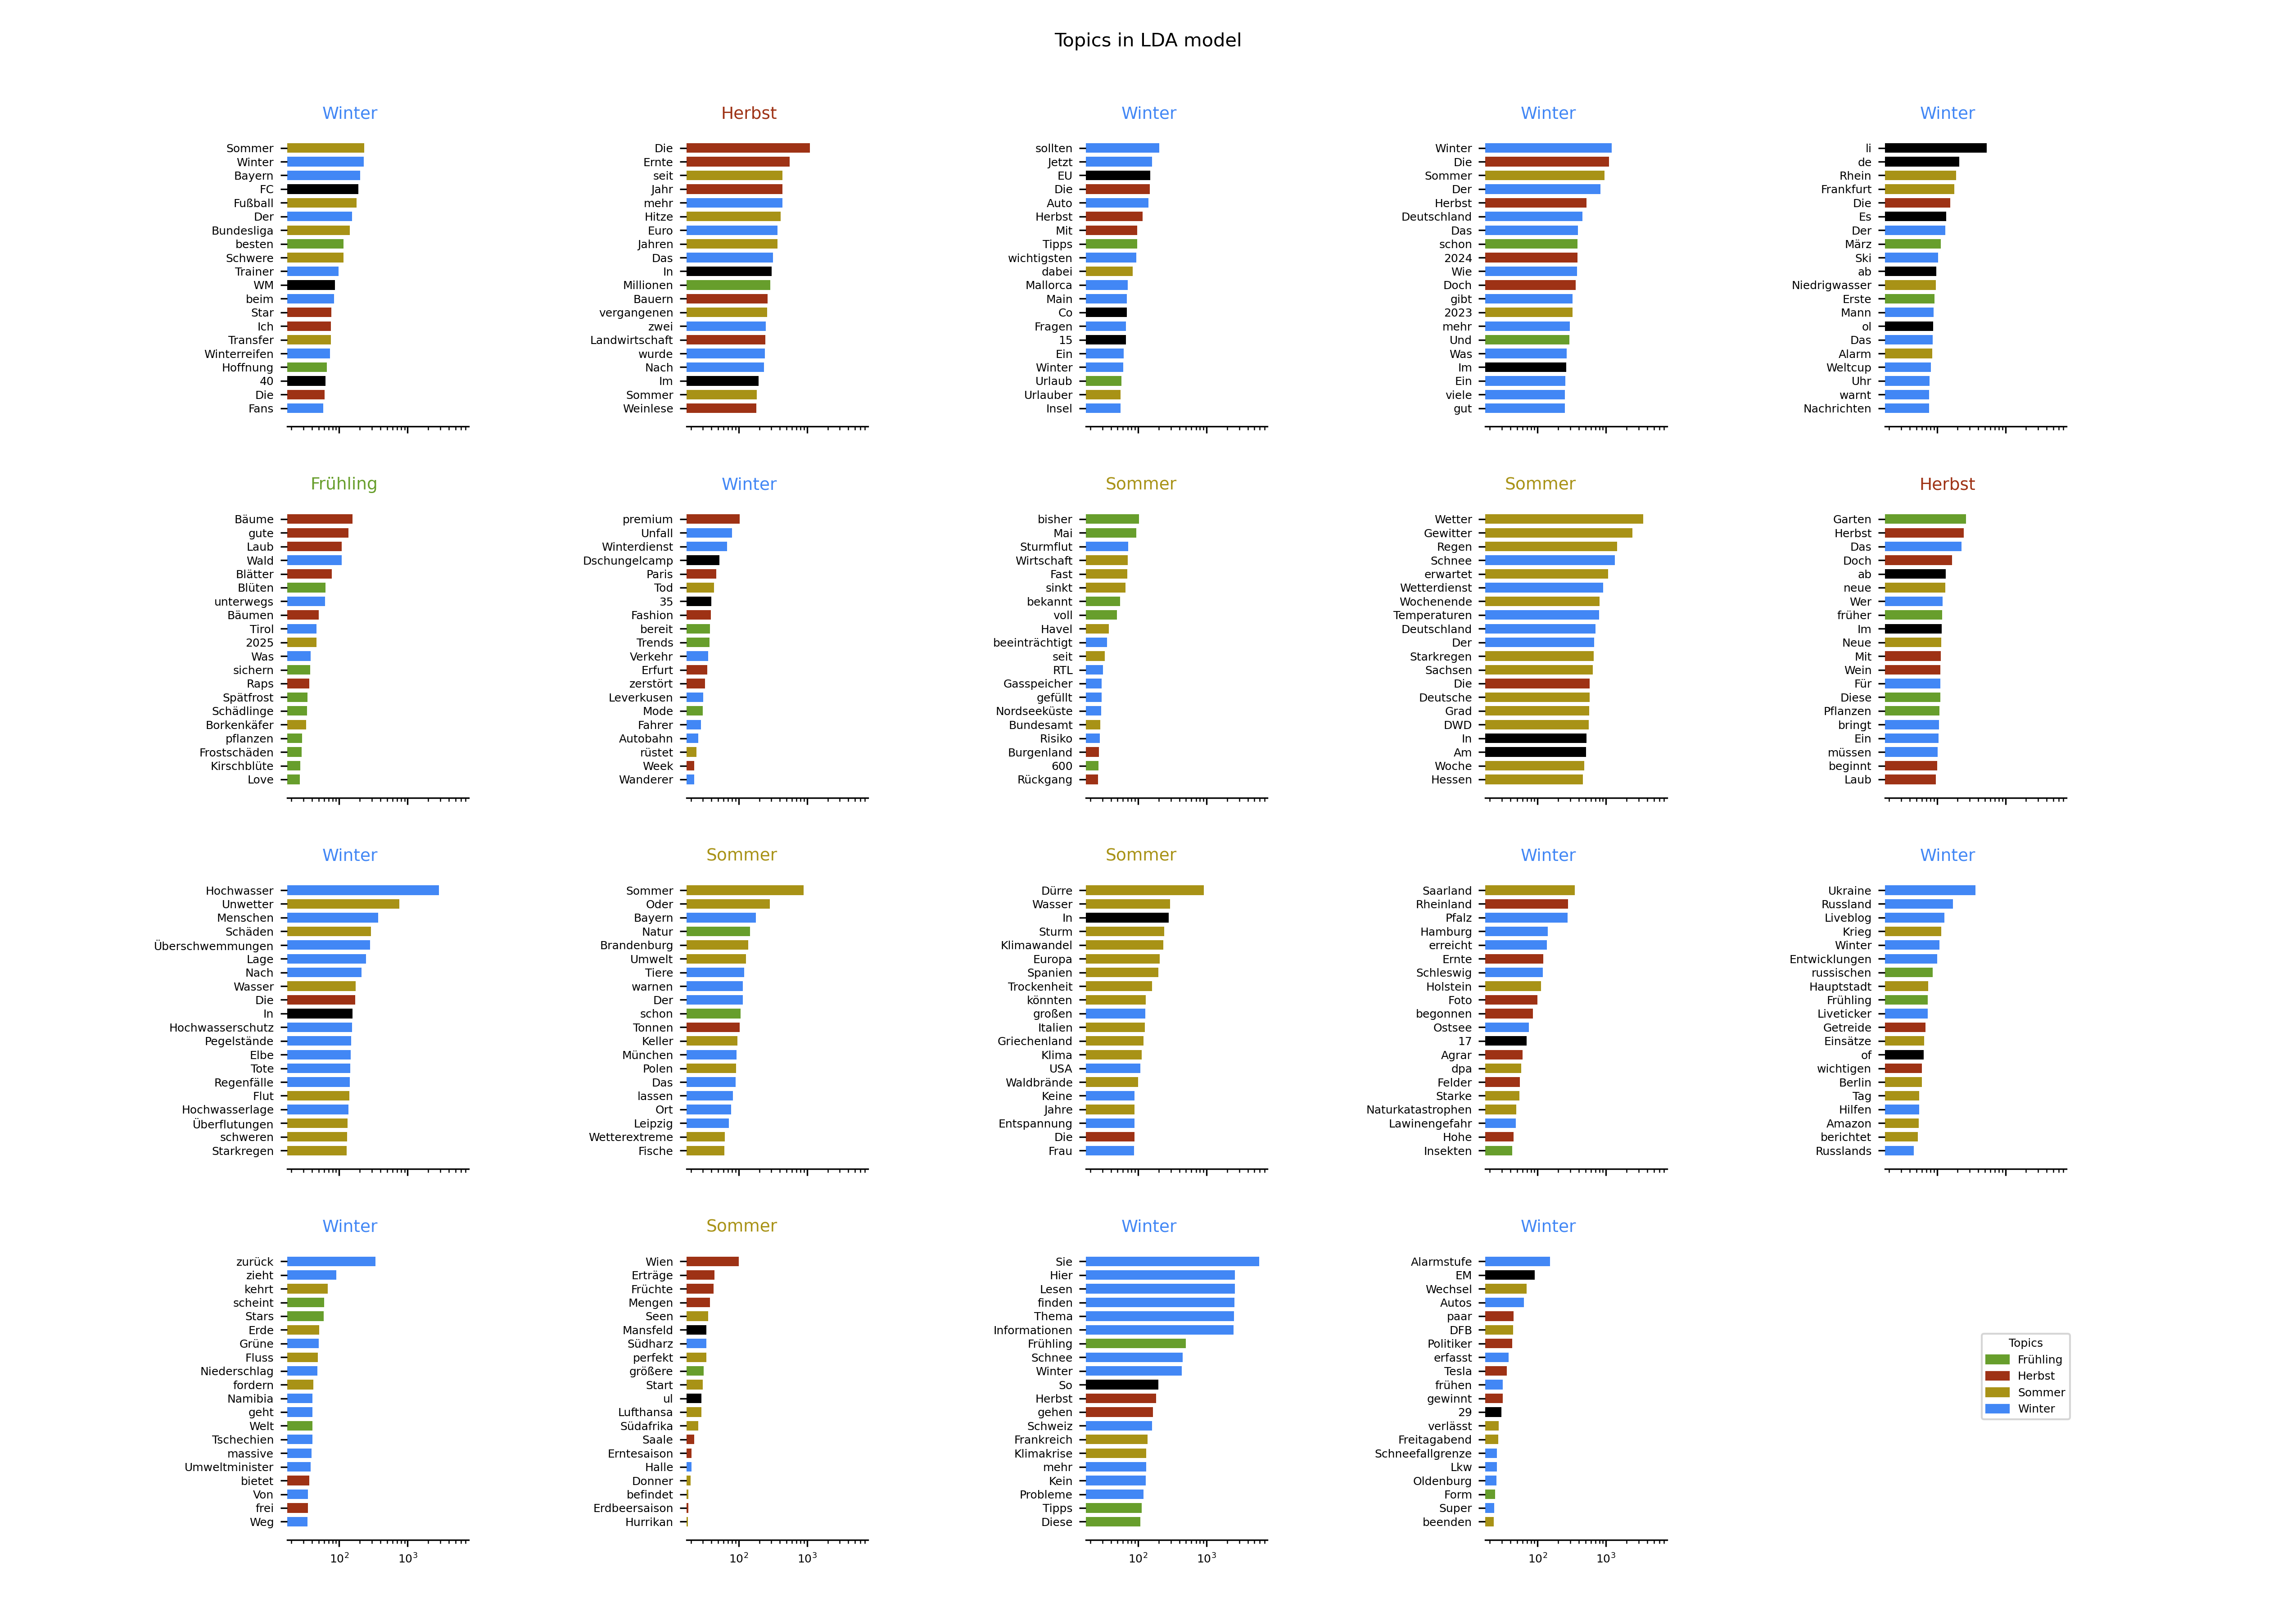 Topics in LDA model
Winter
Sommer
Winter
Bayern
FC
Fußball
Der
Bundesliga
besten
Schwere
Trainer
WM
beim
Star
Ich
Transfer
Winterreifen
Hoffnung
40
Die
Fans
Herbst
Die
Ernte
seit
Jahr
mehr
Hitze
Euro
Jahren
Das
In
Millionen
Bauern
vergangenen
zwei
Landwirtschaft
wurde
Nach
Im
Sommer
Weinlese
Winter
sollten
Jetzt
EU
Die
Auto
Herbst
Mit
Tipps
wichtigsten
dabei
Mallorca
Main
Co
Fragen
15
Ein
Winter
Urlaub
Urlauber
Insel
Winter
Winter
Die
Sommer
Der
Herbst
Deutschland
Das
schon
2024
Wie
Doch
gibt
2023
mehr
Und
Was
Im
Ein
viele
gut
Winter
li
de
Rhein
Frankfurt
Die
Es
Der
März
Ski
ab
Niedrigwasser
Erste
Mann
ol
Das
Alarm
Weltcup
Uhr
warnt
Nachrichten
Frühling
Bäume
gute
Laub
Wald
Blätter
Blüten
unterwegs
Bäumen
Tirol
2025
Was
sichern
Raps
Spätfrost
Schädlinge
Borkenkäfer
pflanzen
Frostschäden
Kirschblüte
Love
Winter
premium
Unfall
Winterdienst
Dschungelcamp
Paris
Tod
35
Fashion
bereit
Trends
Verkehr
Erfurt
zerstört
Leverkusen
Mode
Fahrer
Autobahn
rüstet
Week
Wanderer
Sommer
bisher
Mai
Sturmflut
Wirtschaft
Fast
sinkt
bekannt
voll
Havel
beeinträchtigt
seit
RTL
Gasspeicher
gefüllt
Nordseeküste
Bundesamt
Risiko
Burgenland
600
Rückgang
Sommer
Wetter
Gewitter
Regen
Schnee
erwartet
Wetterdienst
Wochenende
Temperaturen
Deutschland
Der
Starkregen
Sachsen
Die
Deutsche
Grad
DWD
In
Am
Woche
Hessen
Herbst
Garten
Herbst
Das
Doch
ab
neue
Wer
früher
Im
Neue
Mit
Wein
Für
Diese
Pflanzen
bringt
Ein
müssen
beginnt
Laub
Winter
Hochwasser
Unwetter
Menschen
Schäden
Überschwemmungen
Lage
Nach
Wasser
Die
In
Hochwasserschutz
Pegelstände
Elbe
Tote
Regenfälle
Flut
Hochwasserlage
Überflutungen
schweren
Starkregen
Sommer
Sommer
Oder
Bayern
Natur
Brandenburg
Umwelt
Tiere
warnen
Der
schon
Tonnen
Keller
München
Polen
Das
lassen
Ort
Leipzig
Wetterextreme
Fische
Sommer
Dürre
Wasser
In
Sturm
Klimawandel
Europa
Spanien
Trockenheit
könnten
großen
Italien
Griechenland
Klima
USA
Waldbrände
Keine
Jahre
Entspannung
Die
Frau
Winter
Saarland
Rheinland
Pfalz
Hamburg
erreicht
Ernte
Schleswig
Holstein
Foto
begonnen
Ostsee
17
Agrar
dpa
Felder
Starke
Naturkatastrophen
Lawinengefahr
Hohe
Insekten
Winter
Ukraine
Russland
Liveblog
Krieg
Winter
Entwicklungen
russischen
Hauptstadt
Frühling
Liveticker
Getreide
Einsätze
of
wichtigen
Berlin
Tag
Hilfen
Amazon
berichtet
Russlands
Winter
zurück
zieht
kehrt
scheint
Stars
Erde
Grüne
Fluss
Niederschlag
fordern
Namibia
geht
Welt
Tschechien
massive
Umweltminister
bietet
Von
frei
Weg
10² 10³
Sommer
Wien
Erträge
Früchte
Mengen
Seen
Mansfeld
Südharz
perfekt
größere
Start
ul
Lufthansa
Südafrika
Saale
Erntesaison
Halle
Donner
befindet
Erdbeersaison
Hurrikan
10² 10³
Winter
Sie
Hier
Lesen
finden
Thema
Informationen
Frühling
Schnee
Winter
So
Herbst
gehen
Schweiz
Frankreich
Klimakrise
mehr
Kein
Probleme
Tipps
Diese
10² 10³
Winter
Alarmstufe
EM
Wechsel
Autos
paar
DFB
Politiker
erfasst
Tesla
frühen
gewinnt
29
verlässt
Freitagabend
Schneefallgrenze
Lkw
Oldenburg
Form
Super
beenden
10² 10³
Topics
Frühling
Herbst
Sommer
Winter